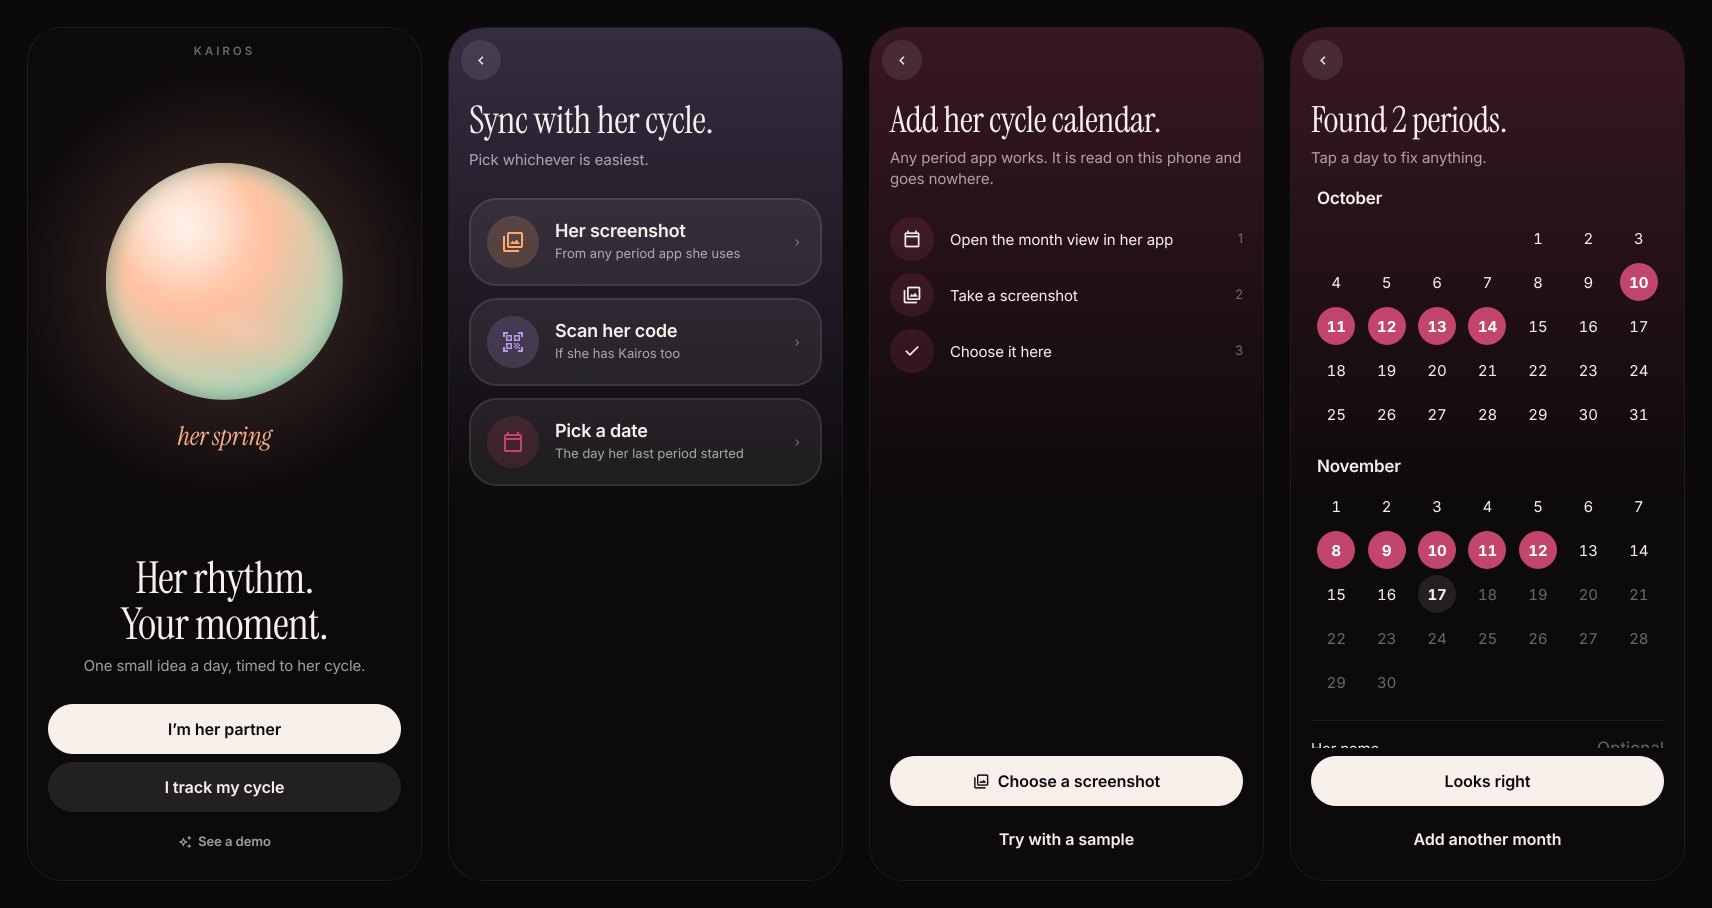 KAIROS
her spring
Her rhythm.
Your moment.
One small idea a day, timed to her cycle.
I'm her partner
I track my cycle
See a demo
Sync with her cycle.
Pick whichever is easiest.
Her screenshot
From any period app she uses
Scan her code
If she has Kairos too
Pick a date
The day her last period started
Add her cycle calendar.
Any period app works. It is read on this phone and
goes nowhere.
Open the month view in her app 1
Take a screenshot 2
Choose it here 3
Choose a screenshot
Try with a sample
Found 2 periods.
Tap a day to fix anything.
October
1 2 3
4 5 6 7 8 9 10
11 12 13 14 15 16 17
18 19 20 21 22 23 24
25 26 27 28 29 30 31
November
1 2 3 4 5 6 7
8 9 10 11 12 13 14
15 16 17 18 19 20 21
22 23 24 25 26 27 28
29 30
Her name Optional
Looks right
Add another month